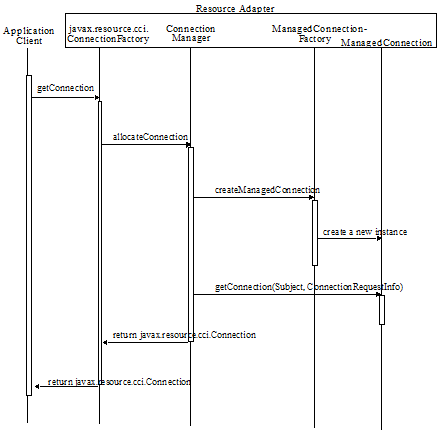 Resource Adapter
Application
Client
javax.resource.cci.
ConnectionFactory
Connection
Manager
ManagedConnection-
Factory
ManagedConnection
getConnection
allocateConnection
createManagedConnection
create a new instance
getConnection(Subject, ConnectionRequestInfo)
return javax.resource.cci.Connection
return javax.resource.cci.Connection